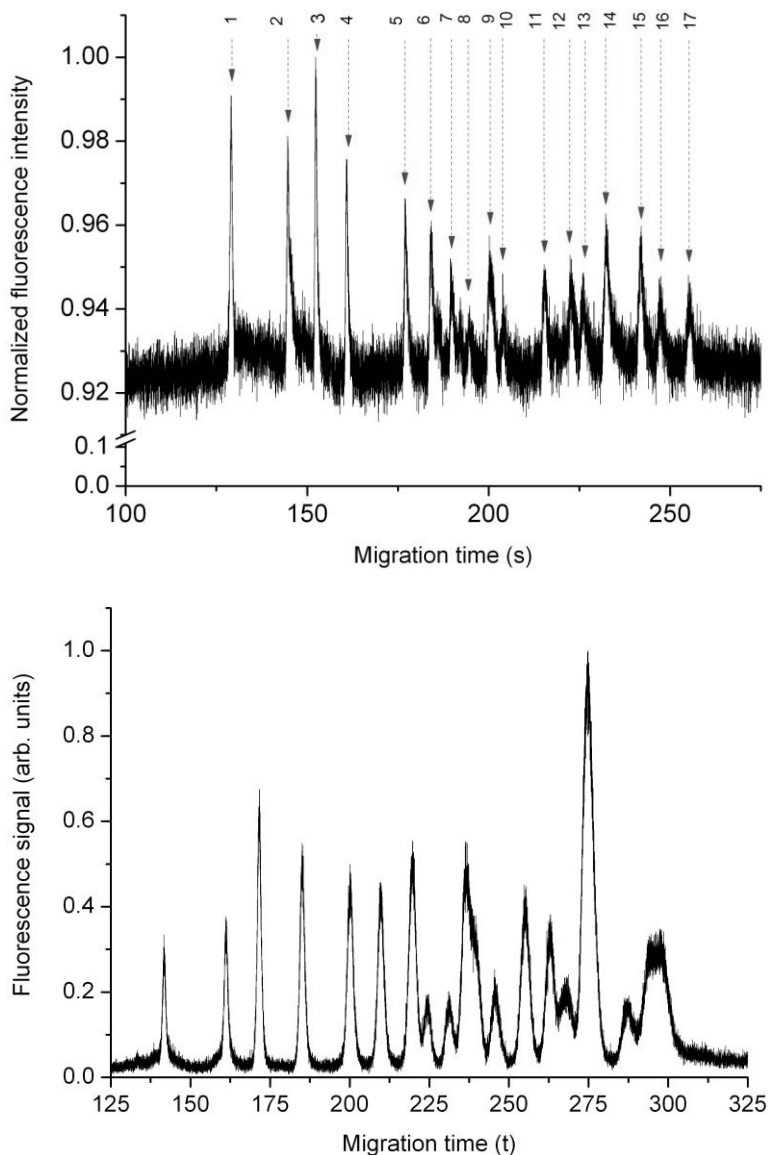 1 2 3 4 5 6 7 8 9 10 11 12 13 14 15 16 17
Normalized fluorescence intensity
1.00
0.98
0.96
0.94
0.92
0.1
0.0
100 150 200 250
Migration time (s)
Fluorescence signal (arb. units)
1.0
0.8
0.6
0.4
0.2
0.0
125 150 175 200 225 250 275 300 325
Migration time (t)